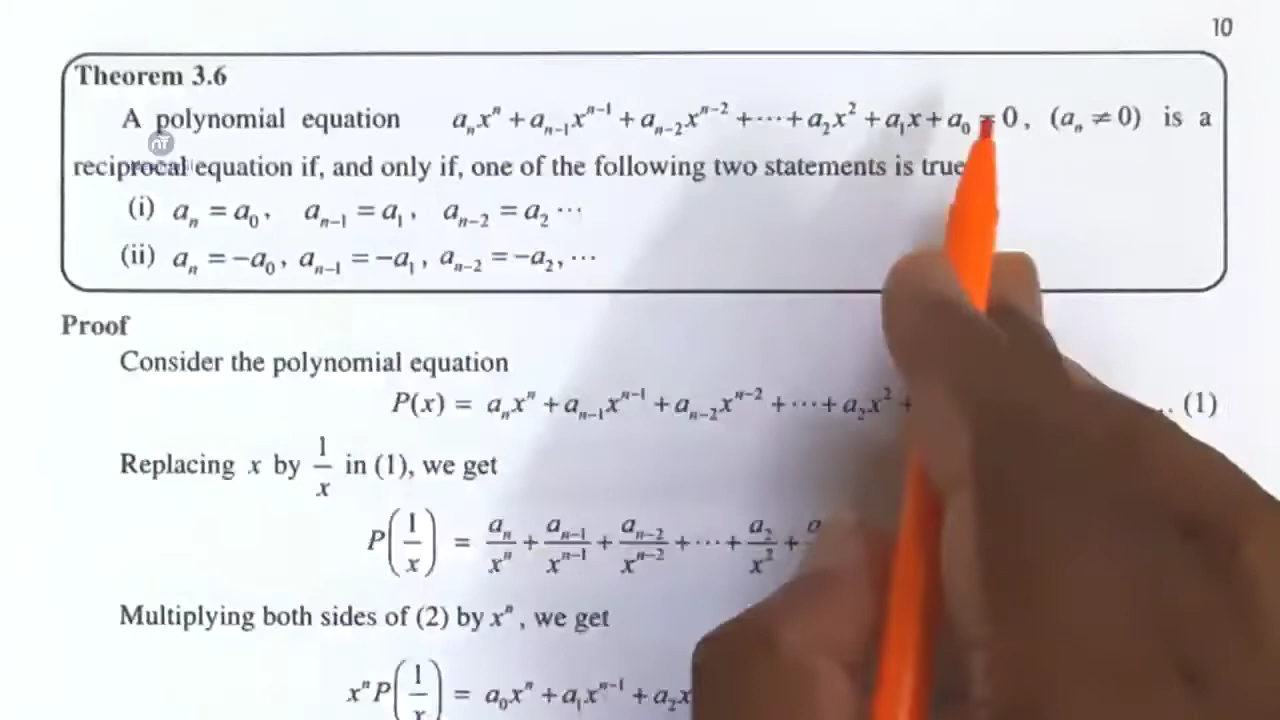 10
Theorem 3.6
A polynomial equation aₙxⁿ + aₙ₋₁xⁿ⁻¹ + aₙ₋₂xⁿ⁻² + ⋯ + a₂x² + a₁x + a₀ = 0, (aₙ ≠ 0) is a
reciprocal equation if, and only if, one of the following two statements is true
(i) aₙ = a₀, aₙ₋₁ = a₁, aₙ₋₂ = a₂ ⋯
(ii) aₙ = −a₀, aₙ₋₁ = −a₁, aₙ₋₂ = −a₂, ⋯
Proof
Consider the polynomial equation
P(x) = aₙxⁿ + aₙ₋₁xⁿ⁻¹ + aₙ₋₂xⁿ⁻² + ⋯ + a₂x² + .. (1)
Replacing x by 1/x in (1), we get
P(1/x) = aₙ/xⁿ + aₙ₋₁/xⁿ⁻¹ + aₙ₋₂/xⁿ⁻² + ⋯ + a₂/x² +
Multiplying both sides of (2) by xⁿ, we get
xⁿP(1/x) = a₀xⁿ + a₁xⁿ⁻¹ + a₂x